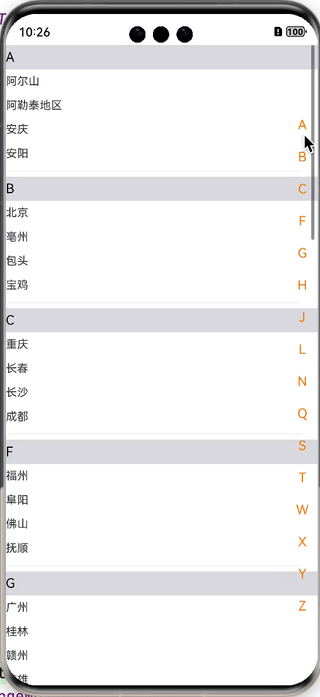 10:26
100
A
阿尔山
阿勒泰地区
安庆
安阳
B
北京
亳州
包头
宝鸡
C
重庆
长春
长沙
成都
F
福州
阜阳
佛山
抚顺
G
广州
桂林
赣州
A
B
C
F
G
H
J
L
N
Q
S
T
W
X
Y
Z